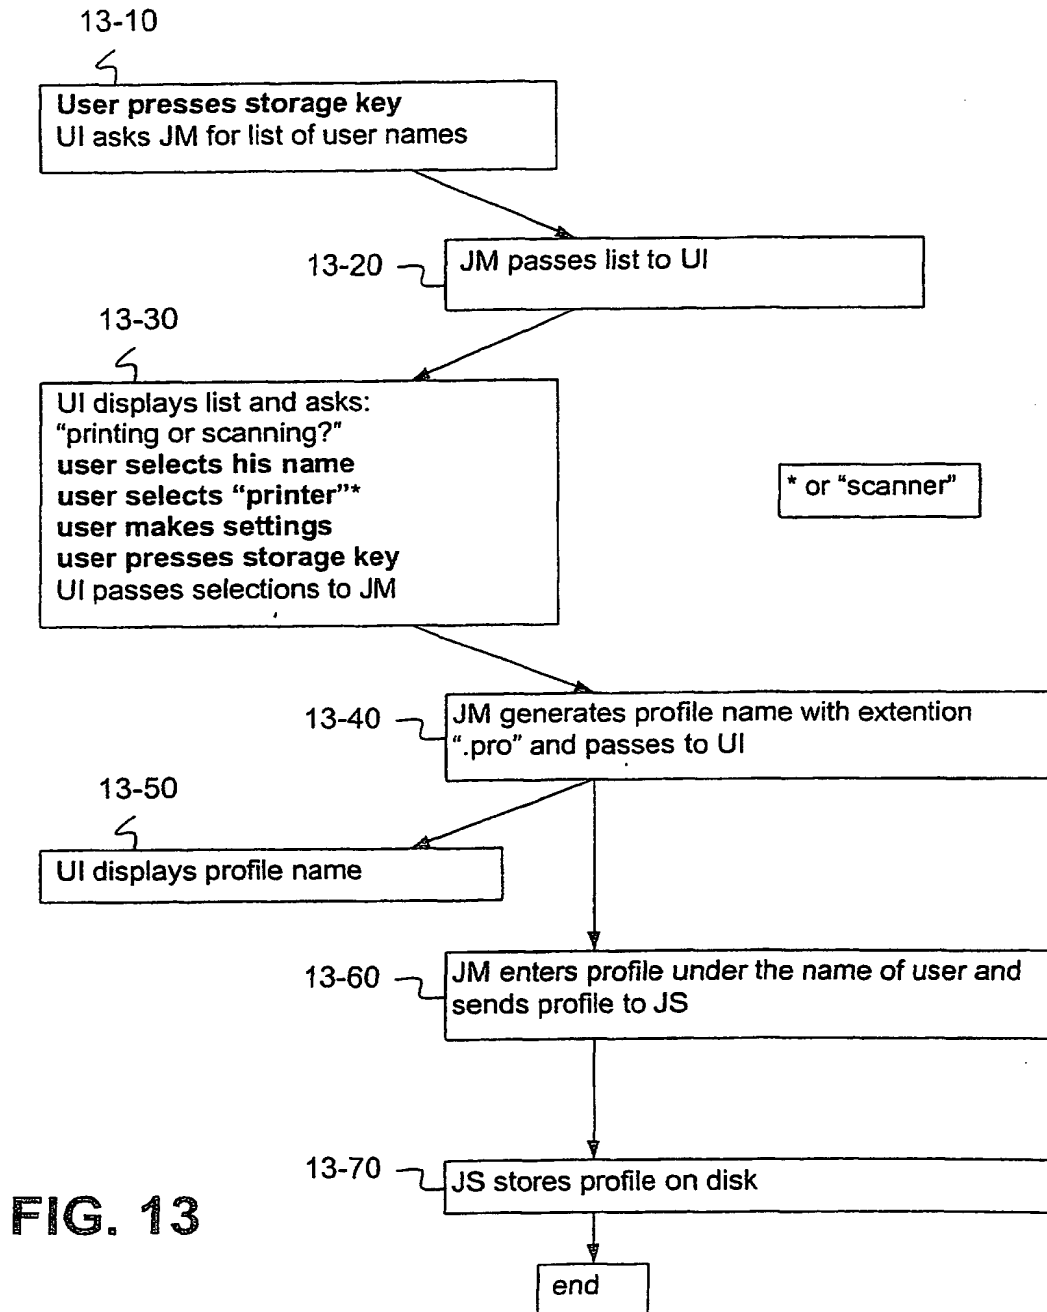 13-10
User presses storage key
UI asks JM for list of user names
13-20
JM passes list to UI
13-30
UI displays list and asks:
"printing or scanning?"
user selects his name
user selects "printer"*
user makes settings
user presses storage key
UI passes selections to JM
* or "scanner"
13-40
JM generates profile name with extention
".pro" and passes to UI
13-50
UI displays profile name
13-60
JM enters profile under the name of user and
sends profile to JS
13-70
JS stores profile on disk
FIG. 13
end